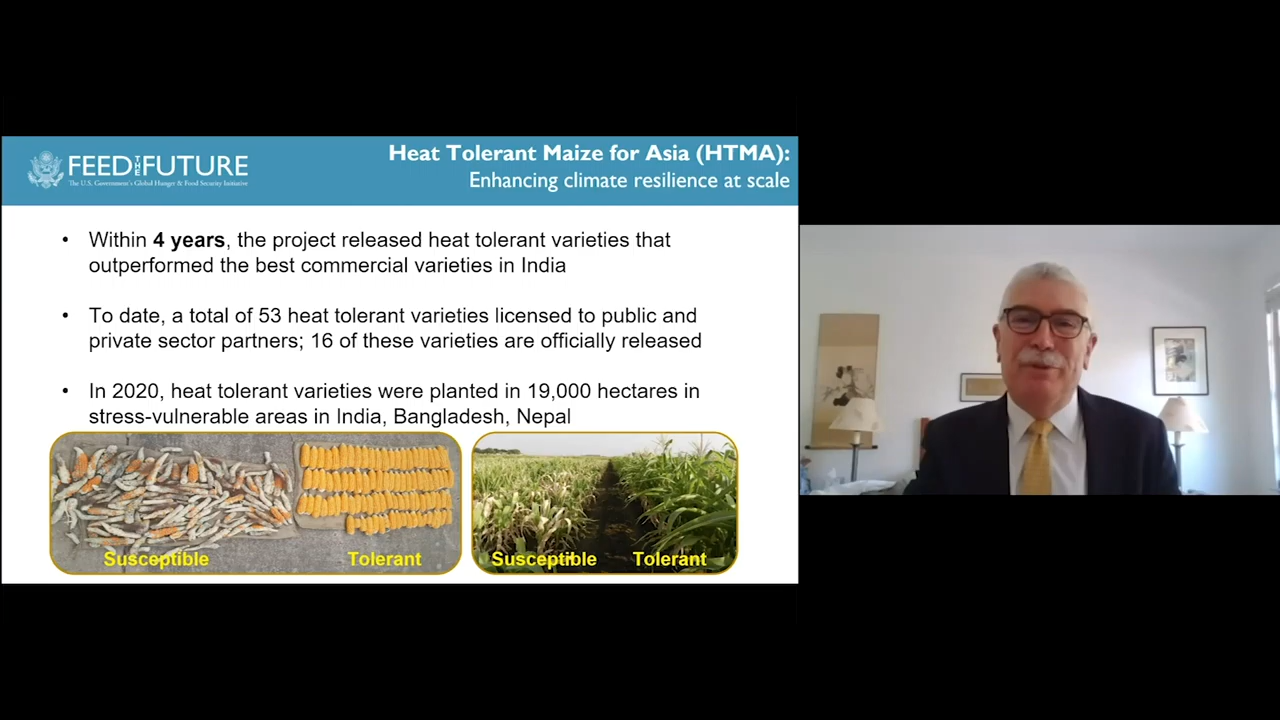 FEED THE FUTURE
The U.S. Government's Global Hunger & Food Security Initiative
Heat Tolerant Maize for Asia (HTMA):
Enhancing climate resilience at scale
• Within 4 years, the project released heat tolerant varieties that
outperformed the best commercial varieties in India
• To date, a total of 53 heat tolerant varieties licensed to public and
private sector partners; 16 of these varieties are officially released
• In 2020, heat tolerant varieties were planted in 19,000 hectares in
stress-vulnerable areas in India, Bangladesh, Nepal
Susceptible
Tolerant
Susceptible
Tolerant